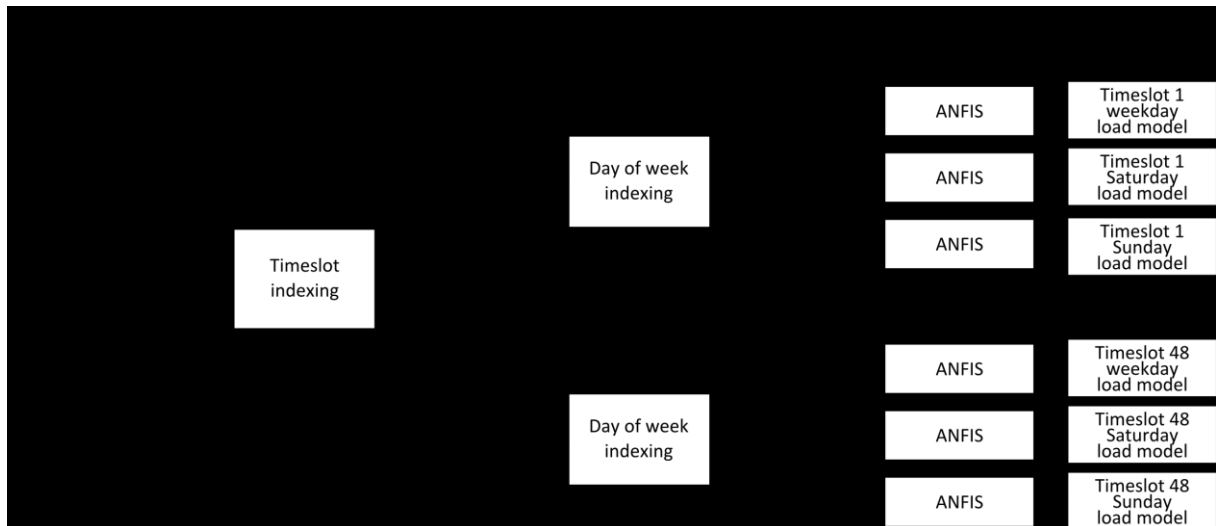 Timeslot
indexing
Day of week
indexing
ANFIS
Timeslot 1
weekday
load model
ANFIS
Timeslot 1
Saturday
load model
ANFIS
Timeslot 1
Sunday
load model
Day of week
indexing
ANFIS
Timeslot 48
weekday
load model
ANFIS
Timeslot 48
Saturday
load model
ANFIS
Timeslot 48
Sunday
load model